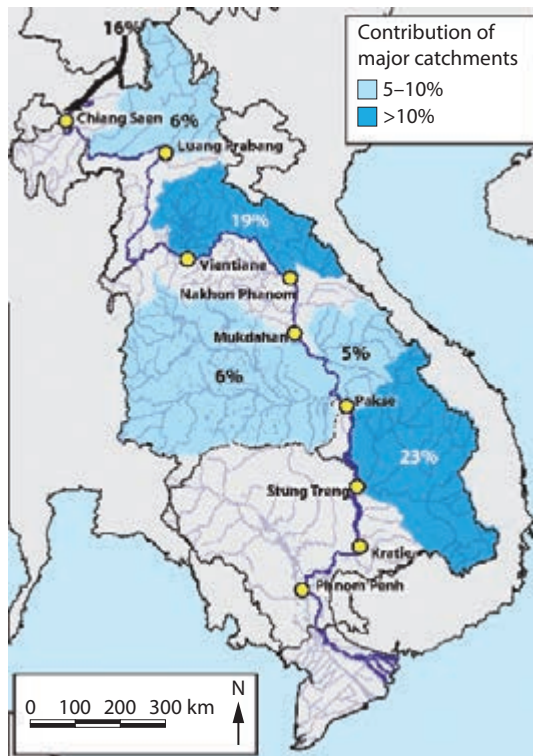 16%
Contribution of
major catchments
5–10%
>10%
Chiang Saen
6%
Luang Prabang
19%
Vientiane
Nakhon Phanom
Mukdahan
5%
6%
Pakse
23%
Stung Treng
Kratie
Phnom Penh
N
0 100 200 300 km